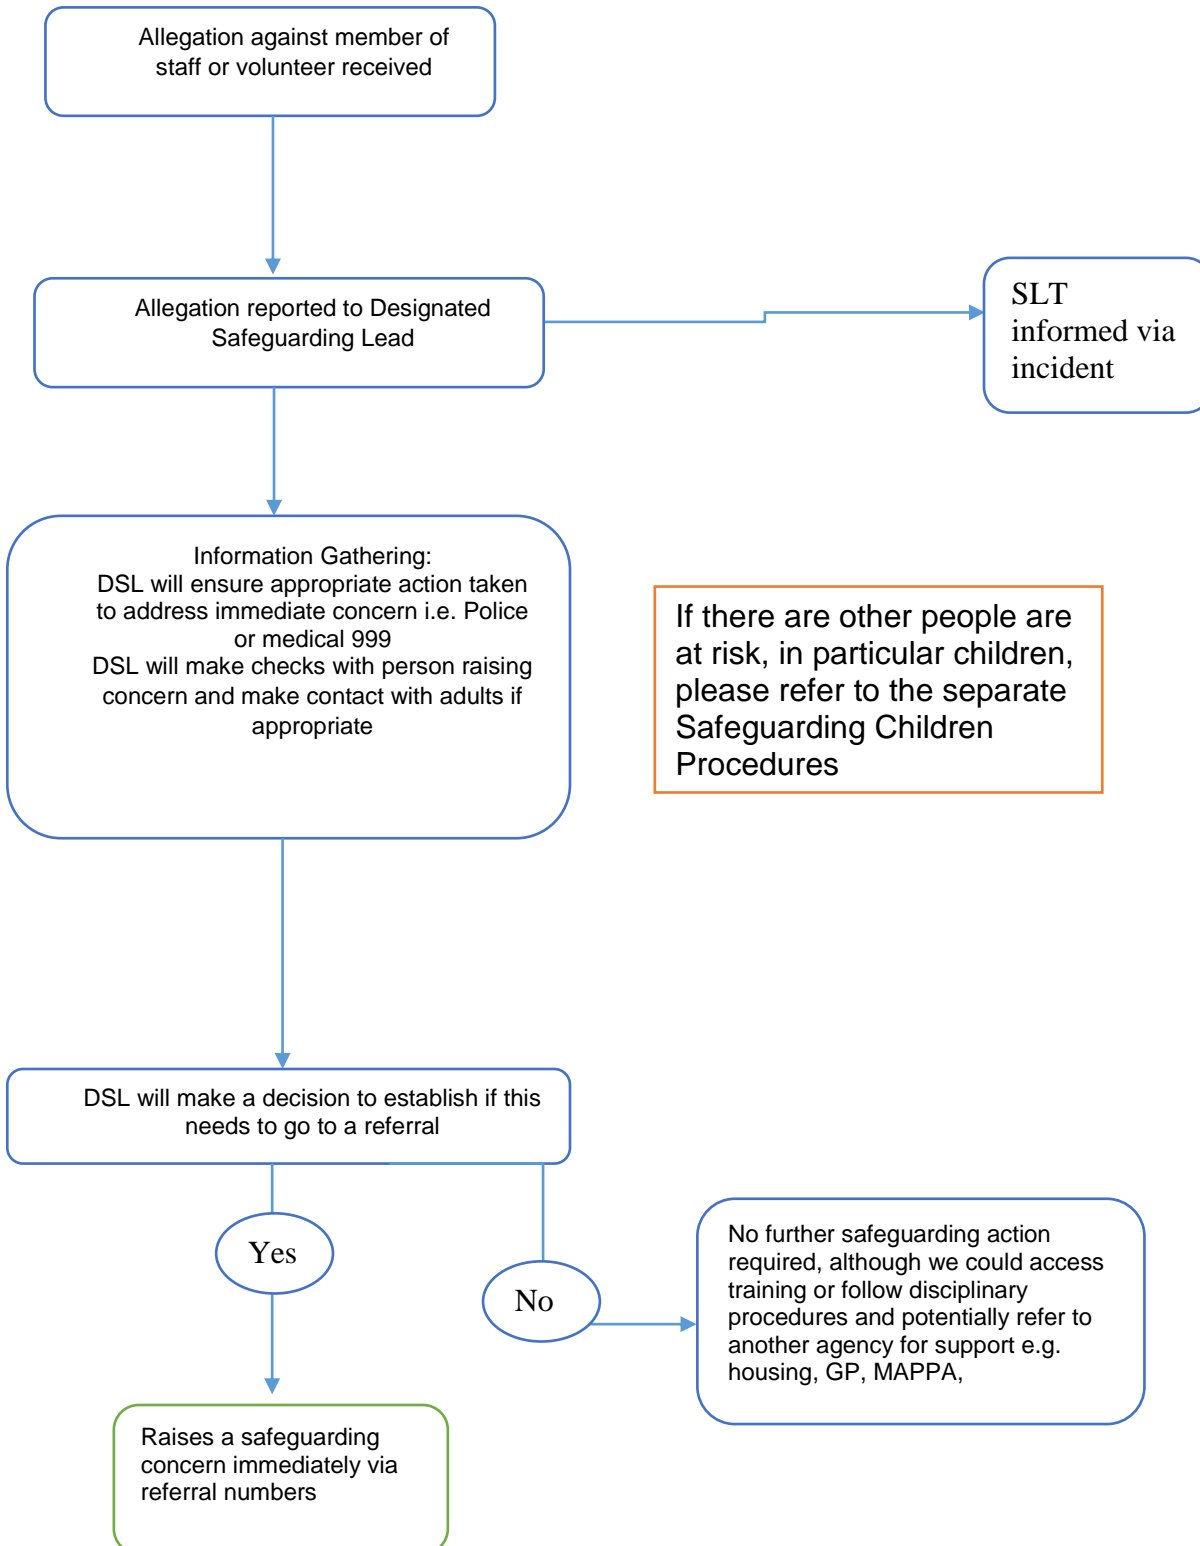 Allegation against member of
staff or volunteer received
Allegation reported to Designated
Safeguarding Lead
SLT
informed via
incident
Information Gathering:
DSL will ensure appropriate action taken
to address immediate concern i.e. Police
or medical 999
DSL will make checks with person raising
concern and make contact with adults if
appropriate
If there are other people are
at risk, in particular children,
please refer to the separate
Safeguarding Children
Procedures
DSL will make a decision to establish if this
needs to go to a referral
Yes
No
No further safeguarding action
required, although we could access
training or follow disciplinary
procedures and potentially refer to
another agency for support e.g.
housing, GP, MAPPA,
Raises a safeguarding
concern immediately via
referral numbers